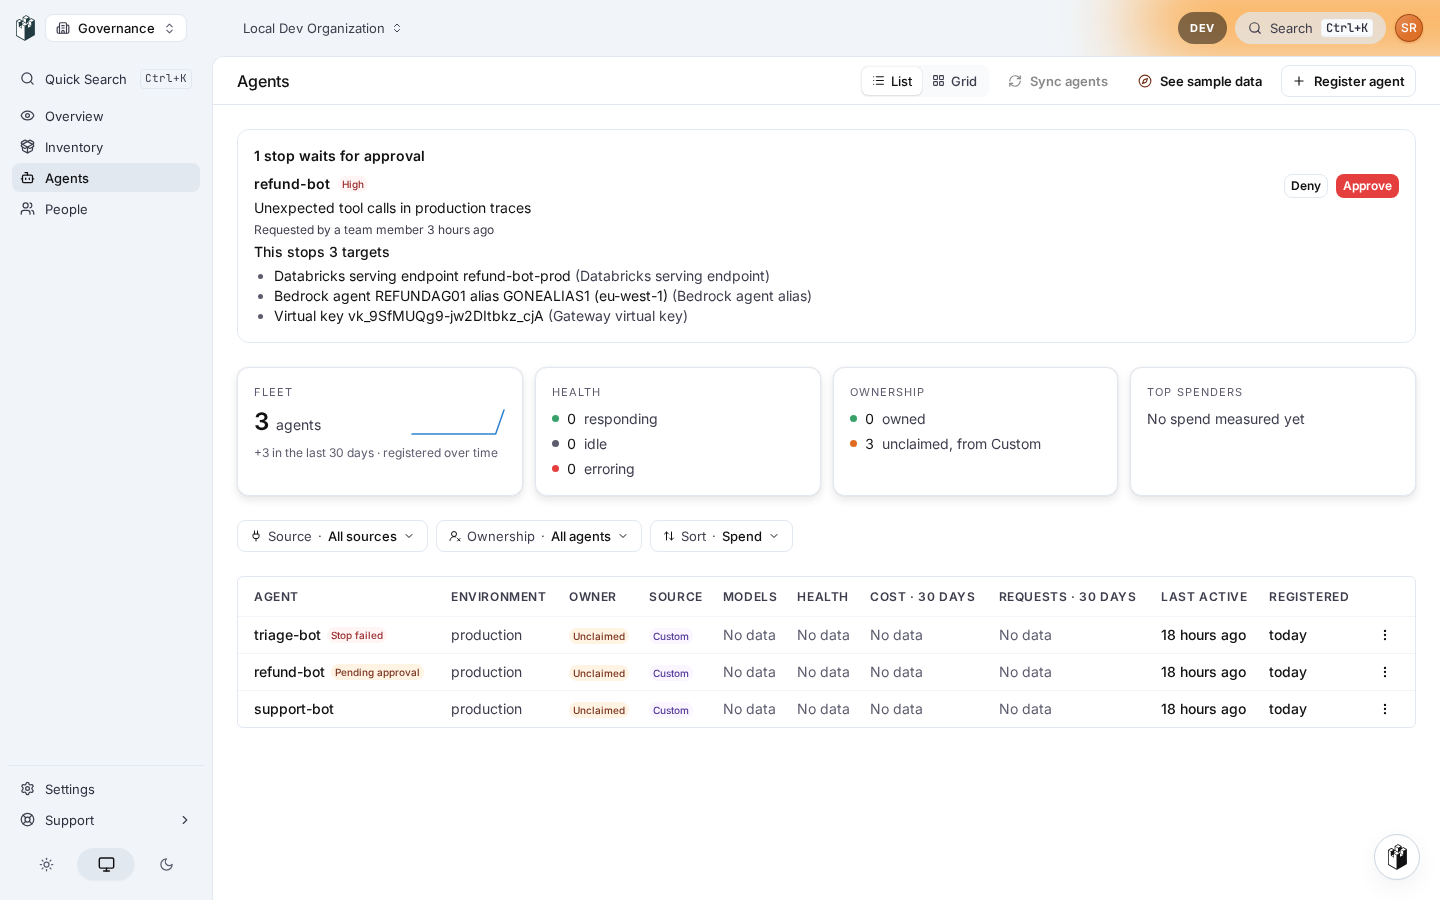 Governance
Local Dev Organization
DEV
Search Ctrl+K
SR
Quick Search Ctrl+K
Overview
Inventory
Agents
People
Settings
Support
Agents
List
Grid
Sync agents
See sample data
Register agent
1 stop waits for approval
refund-bot High
Deny
Approve
Unexpected tool calls in production traces
Requested by a team member 3 hours ago
This stops 3 targets
Databricks serving endpoint refund-bot-prod (Databricks serving endpoint)
Bedrock agent REFUNDAG01 alias GONEALIAS1 (eu-west-1) (Bedrock agent alias)
Virtual key vk_9SfMUQg9-jw2DItbkz_cjA (Gateway virtual key)
FLEET
3 agents
+3 in the last 30 days · registered over time
HEALTH
0 responding
0 idle
0 erroring
OWNERSHIP
0 owned
3 unclaimed, from Custom
TOP SPENDERS
No spend measured yet
Source · All sources
Ownership · All agents
Sort · Spend
AGENT ENVIRONMENT OWNER SOURCE MODELS HEALTH COST · 30 DAYS REQUESTS · 30 DAYS LAST ACTIVE REGISTERED
triage-bot Stop failed production Unclaimed Custom No data No data No data No data 18 hours ago today
refund-bot Pending approval production Unclaimed Custom No data No data No data No data 18 hours ago today
support-bot production Unclaimed Custom No data No data No data No data 18 hours ago today